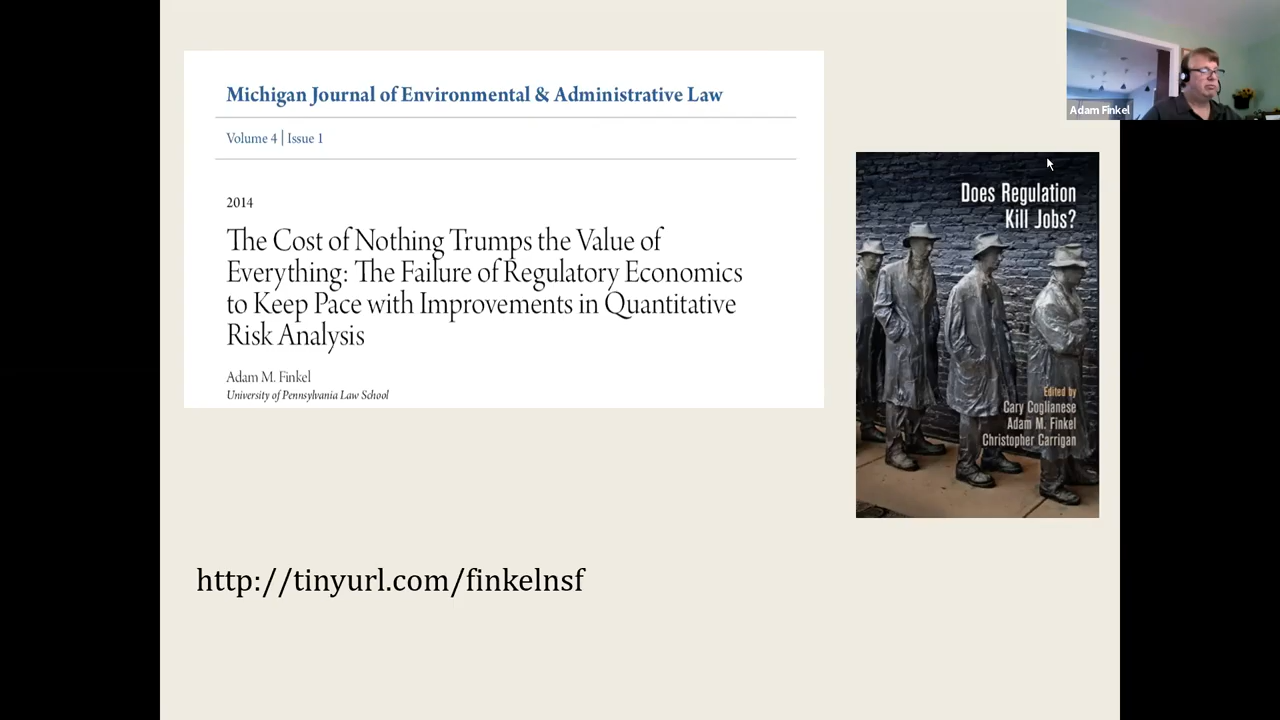 Michigan Journal of Environmental & Administrative Law
Volume 4 | Issue 1
2014
The Cost of Nothing Trumps the Value of
Everything: The Failure of Regulatory Economics
to Keep Pace with Improvements in Quantitative
Risk Analysis
Adam M. Finkel
University of Pennsylvania Law School
Adam Finkel
Does Regulation
Kill Jobs?
Edited by
Cary Coglianese
Adam M. Finkel
Christopher Carrigan
http://tinyurl.com/finkelnsf